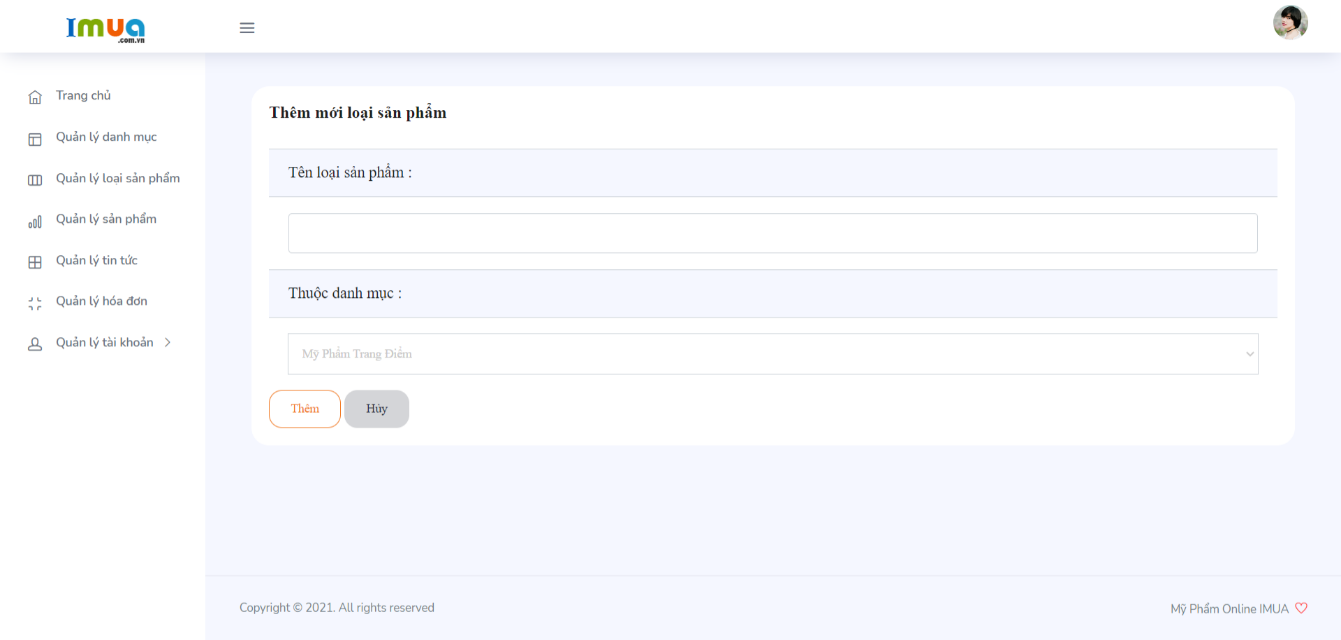 Imua
.com.vn
Trang chủ
Quản lý danh mục
Quản lý loại sản phẩm
Quản lý sản phẩm
Quản lý tin tức
Quản lý hóa đơn
Quản lý tài khoản
Thêm mới loại sản phẩm
Tên loại sản phẩm :
Thuộc danh mục :
Mỹ Phẩm Trang Điểm
Thêm Hủy
Copyright © 2021. All rights reserved
Mỹ Phẩm Online IMUA